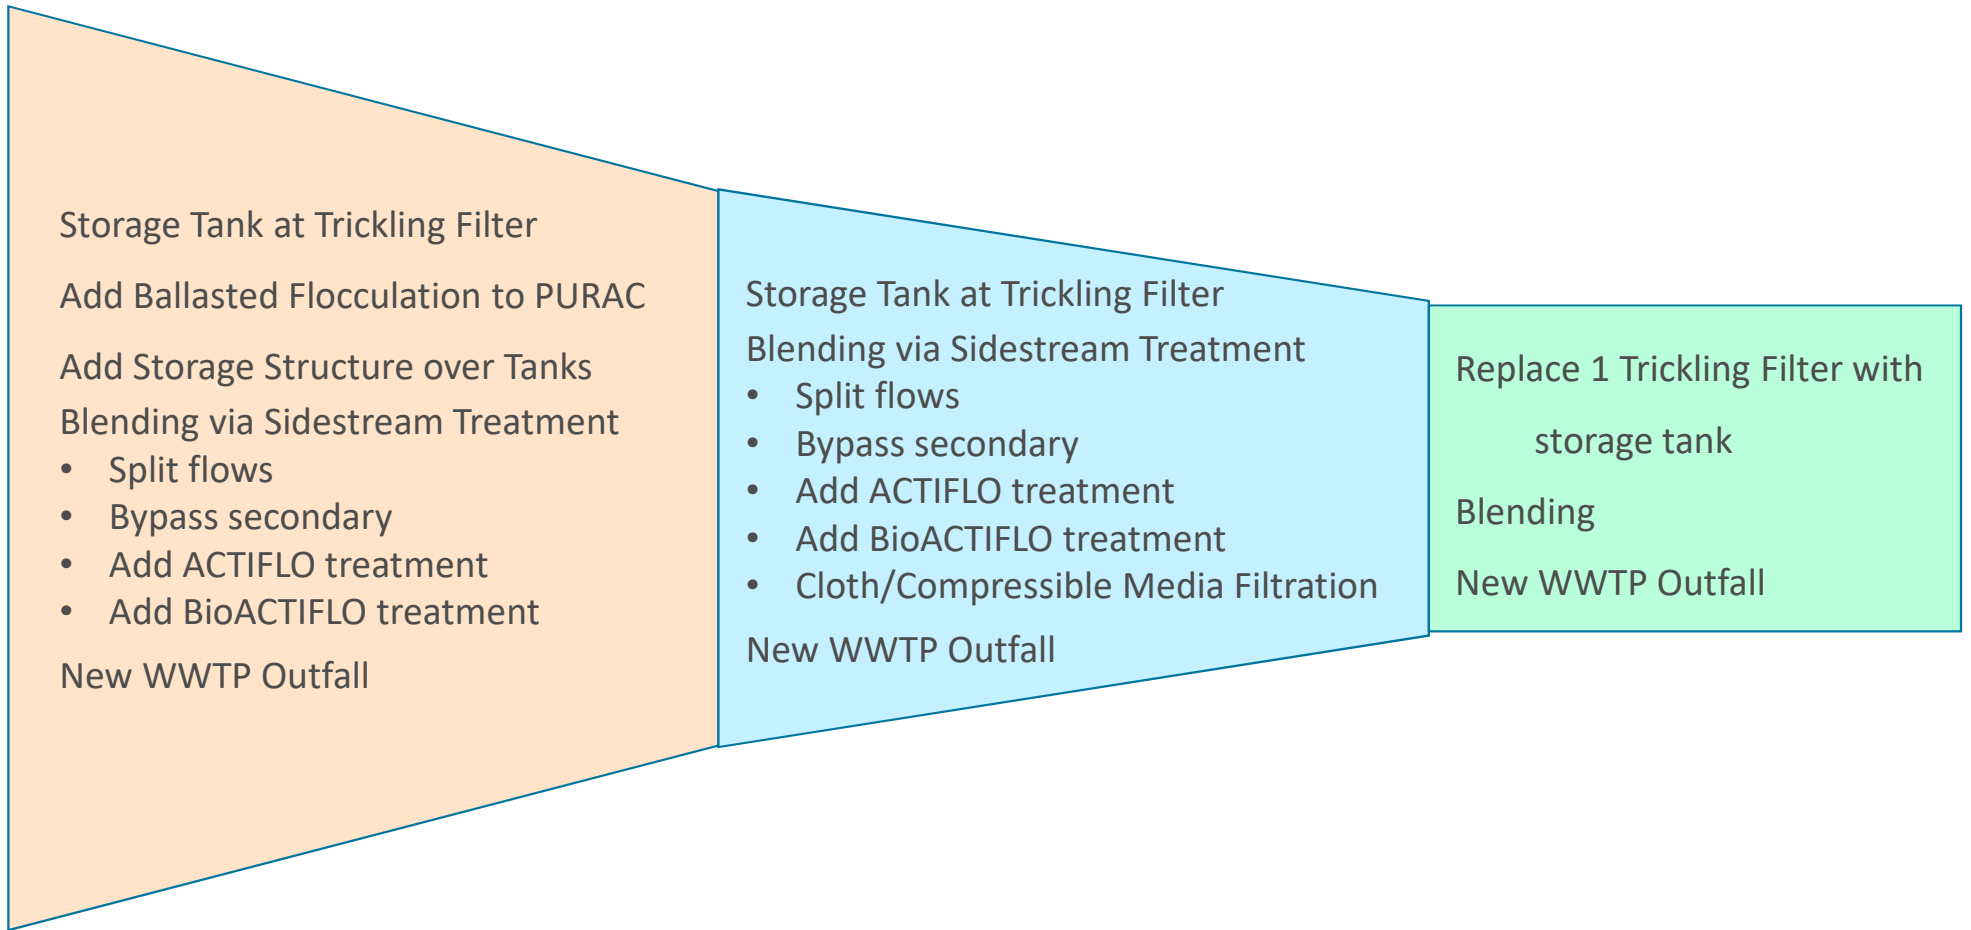 Storage Tank at Trickling Filter
Add Ballasted Flocculation to PURAC
Add Storage Structure over Tanks
Blending via Sidestream Treatment
• Split flows
• Bypass secondary
• Add ACTIFLO treatment
• Add BioACTIFLO treatment
New WWTP Outfall
Storage Tank at Trickling Filter
Blending via Sidestream Treatment
• Split flows
• Bypass secondary
• Add ACTIFLO treatment
• Add BioACTIFLO treatment
• Cloth/Compressible Media Filtration
New WWTP Outfall
Replace 1 Trickling Filter with
storage tank
Blending
New WWTP Outfall